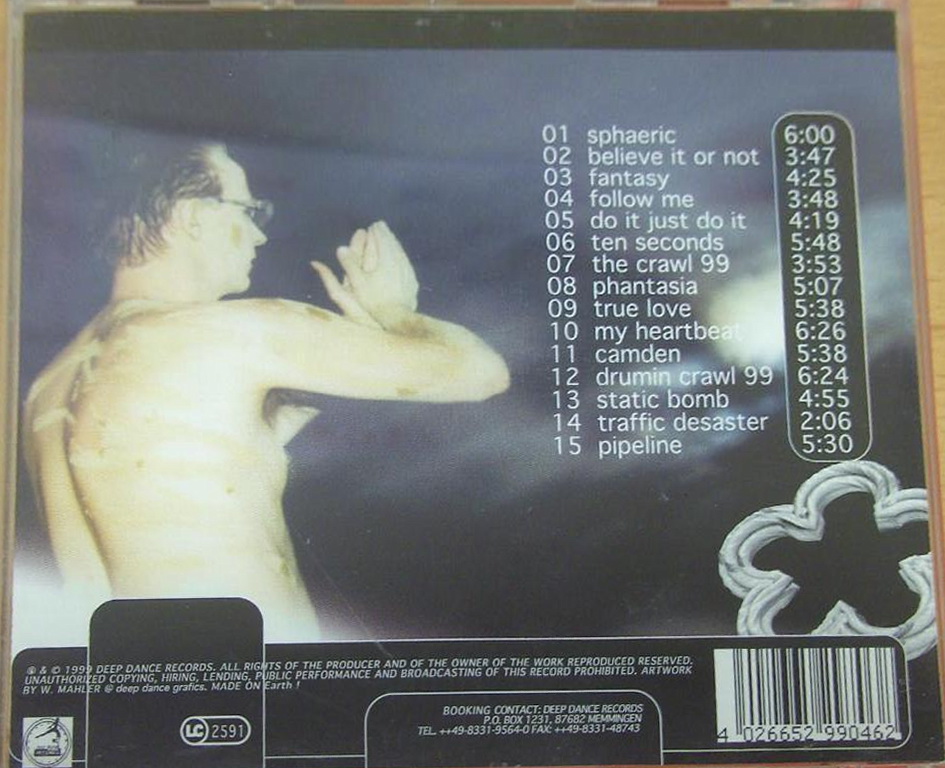 01 sphaeric 6:00
02 believe it or not 3:47
03 fantasy 4:25
04 follow me 3:48
05 do it just do it 4:19
06 ten seconds 5:48
07 the crawl 99 3:53
08 phantasia 5:07
09 true love 5:38
10 my heartbeat 6:26
11 camden 5:38
12 drumin crawl 99 6:24
13 static bomb 4:55
14 traffic desaster 2:06
15 pipeline 5:30
℗ & © 1999 DEEP DANCE RECORDS. ALL RIGHTS OF THE PRODUCER AND OF THE OWNER OF THE WORK REPRODUCED RESERVED.
UNAUTHORIZED COPYING, HIRING, LENDING, PUBLIC PERFORMANCE AND BROADCASTING OF THIS RECORD PROHIBITED. ARTWORK
BY W. MAHLER @ deep dance grafics. MADE ON Earth !
LC 2591
BOOKING CONTACT: DEEP DANCE RECORDS
P.O. BOX 1231, 87682 MEMMINGEN
TEL. ++49-8331-9564-0 FAX: ++49-8331-48743
4 026652 990462